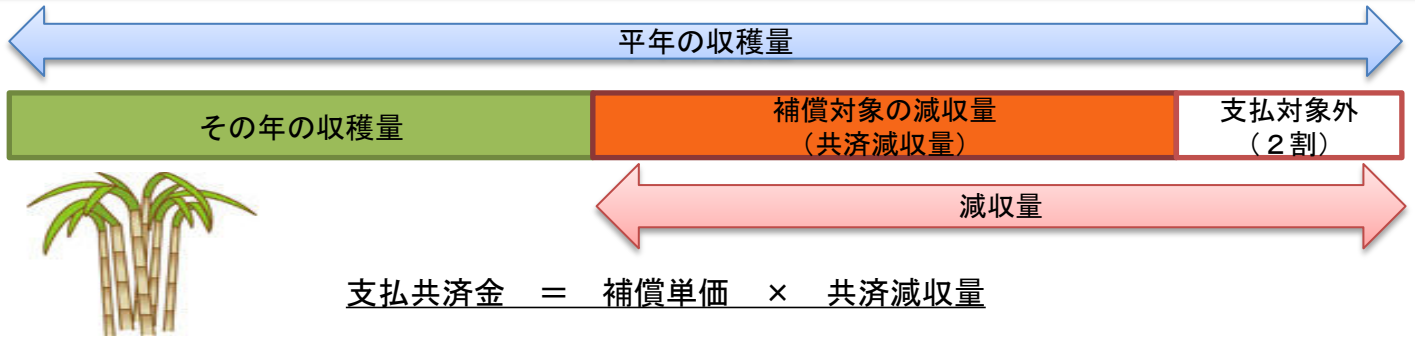 平年の収穫量
その年の収穫量
補償対象の減収量
（共済減収量）
支払対象外
（２割）
減収量
支払共済金　＝　補償単価　×　共済減収量